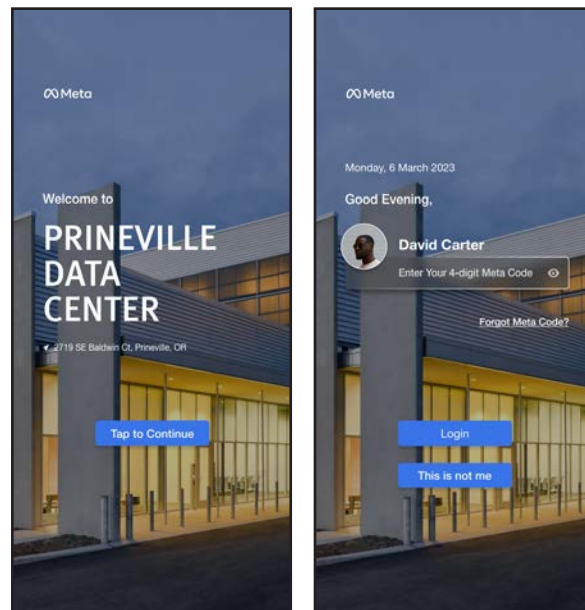 Meta
Welcome to
PRINEVILLE
DATA
CENTER
2719 SE Baldwin Ct, Prineville, OR
Tap to Continue
Meta
Monday, 6 March 2023
Good Evening,
David Carter
Enter Your 4-digit Meta Code
Forgot Meta Code?
Login
This is not me